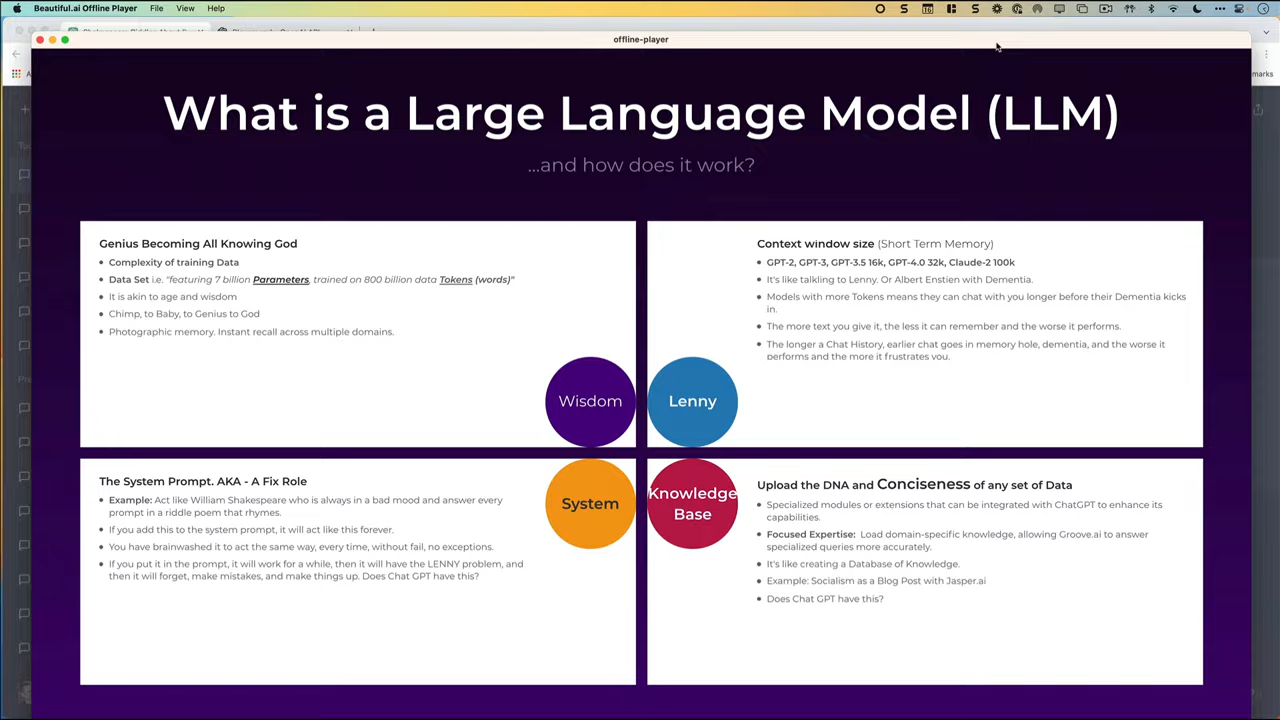 Beautiful.ai Offline Player File View Help
offline-player
marks
What is a Large Language Model (LLM)
...and how does it work?
Genius Becoming All Knowing God
• Complexity of training Data
• Data Set i.e. "featuring 7 billion Parameters, trained on 800 billion data Tokens (words)"
• It is akin to age and wisdom
• Chimp, to Baby, to Genius to God
• Photographic memory. Instant recall across multiple domains.
Wisdom
Context window size (Short Term Memory)
• GPT-2, GPT-3, GPT-3.5 16k, GPT-4.0 32k, Claude-2 100k
• It's like talking to Lenny. Or Albert Enstien with Dementia.
• Models with more Tokens means they can chat with you longer before their Dementia kicks
in.
• The more text you give it, the less it can remember and the worse it performs.
• The longer a Chat History, earlier chat goes in memory hole, dementia, and the worse it
performs and the more it frustrates you.
Lenny
The System Prompt. AKA - A Fix Role
• Example: Act like William Shakespeare who is always in a bad mood and answer every
prompt in a riddle poem that rhymes.
• If you add this to the system prompt, it will act like this forever.
• You have brainwashed it to act the same way, every time, without fail, no exceptions.
• If you put it in the prompt, it will work for a while, then it will have the LENNY problem, and
then it will forget, make mistakes, and make things up. Does Chat GPT have this?
System
Knowledge
Base
Upload the DNA and Conciseness of any set of Data
• Specialized modules or extensions that can be integrated with ChatGPT to enhance its
capabilities.
• Focused Expertise: Load domain-specific knowledge, allowing Groove.ai to answer
specialized queries more accurately.
• It's like creating a Database of Knowledge.
• Example: Socialism as a Blog Post with Jasper.ai
• Does Chat GPT have this?